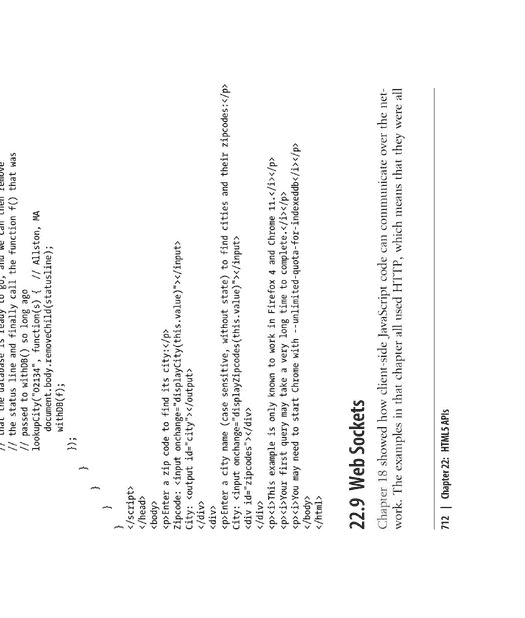 // that the database is ready to go, and we can then remove
// the status line and finally call the function f() that was
// passed to withDB() so long ago
lookupCity("02134", function(s) {  // Allston, MA
document.body.removeChild(statusline);
withDB(f);
});
}
}
}
}
</script>
</head>
<body>
<p>Enter a zip code to find its city:</p>
Zipcode: <input onchange="displayCity(this.value)"></input>
City: <output id="city"></output>
</div>
<div>
<p>Enter a city name (case sensitive, without state) to find cities and their zipcodes:</p>
City: <input onchange="displayZipcodes(this.value)"></input>
<div id="zipcodes"></div>
</div>
<p><i>This example is only known to work in Firefox 4 and Chrome 11.</i></p>
<p><i>Your first query may take a very long time to complete.</i></p>
<p><i>You may need to start Chrome with --unlimited-quota-for-indexeddb</i></p>
</body>
</html>
22.9 Web Sockets
Chapter 18 showed how client-side JavaScript code can communicate over the net-
work. The examples in that chapter all used HTTP, which means that they were all
712 | Chapter 22: HTML5 APIs